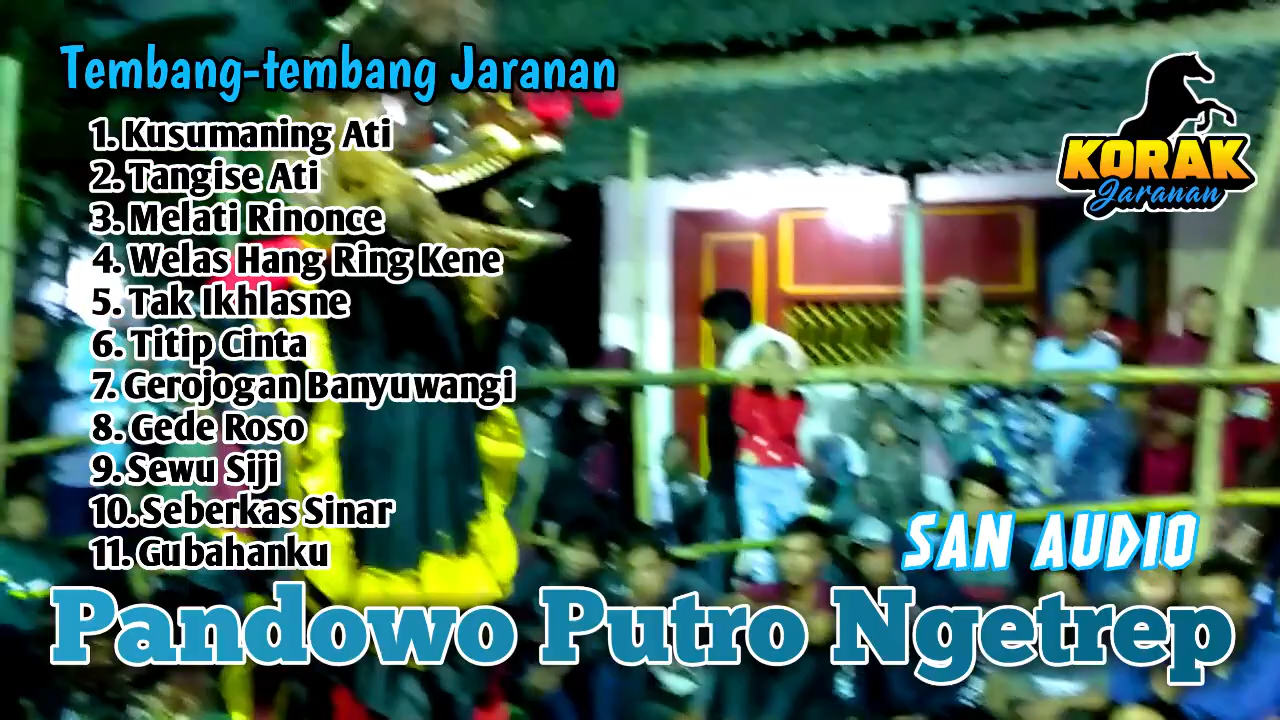 Tembang-tembang Jaranan
1. Kusumaning Ati
2. Tangise Ati
3. Melati Rinonce
4. Welas Hang Ring Kene
5. Tak Ikhlasne
6. Titip Cinta
7. Gerojogan Banyuwangi
8. Gede Roso
9. Sewu Siji
10. Seberkas Sinar
11. Gubahanku
KORAK
Jaranan
SAN AUDIO
Pandowo Putro Ngetrep